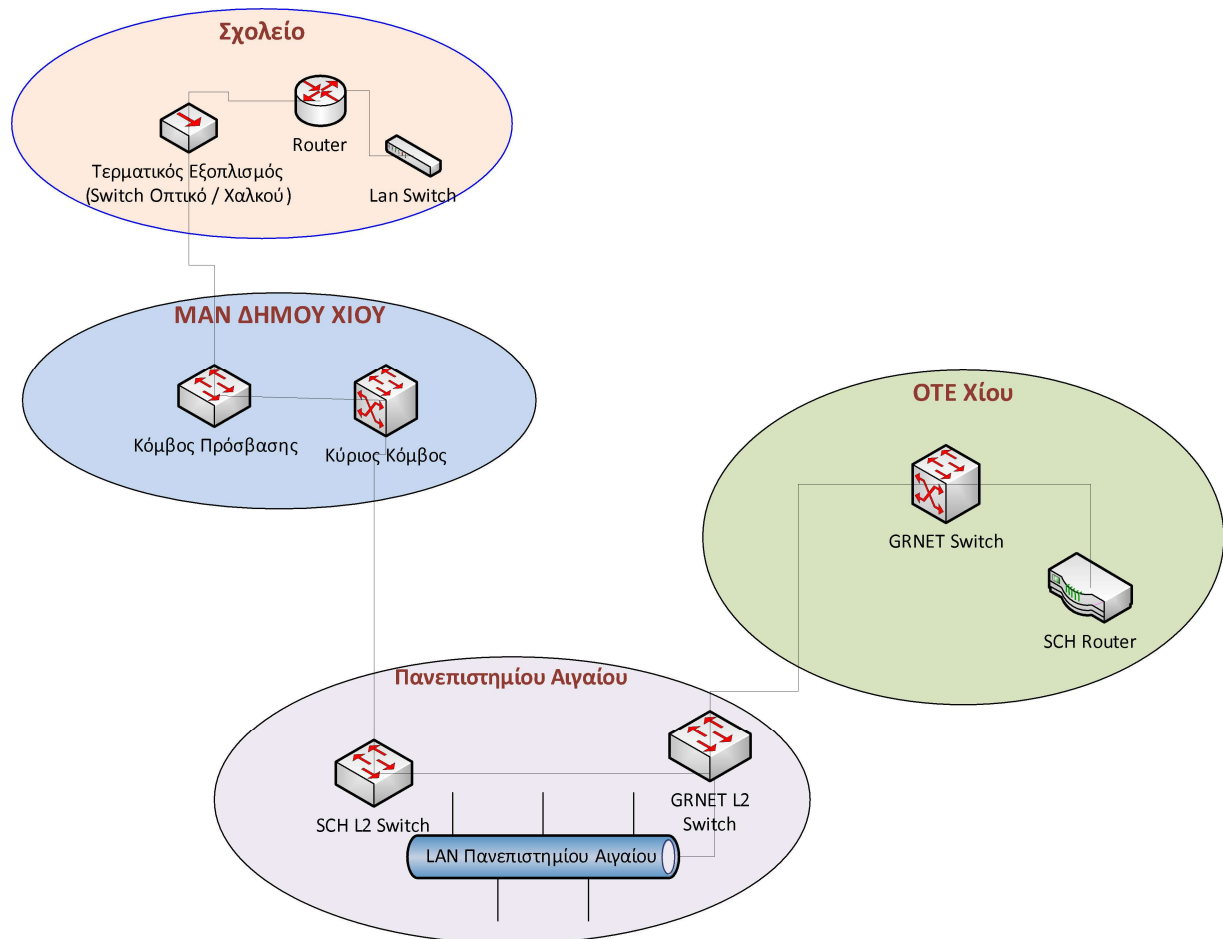 Σχολείο
Router
Τερματικός Εξοπλισμός
(Switch Οπτικό / Χαλκού)
Lan Switch
ΜΑΝ ΔΗΜΟΥ ΧΙΟΥ
Κόμβος Πρόσβασης
Κύριος Κόμβος
ΟΤΕ Χίου
GRNET Switch
SCH Router
Πανεπιστημίου Αιγαίου
SCH L2 Switch
GRNET L2
Switch
LAN Πανεπιστημίου Αιγαίου